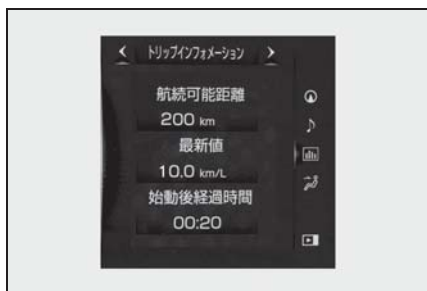 トリップインフォメーション
航続可能距離
200 km
最新値
10.0 km/L
始動後経過時間
00:20